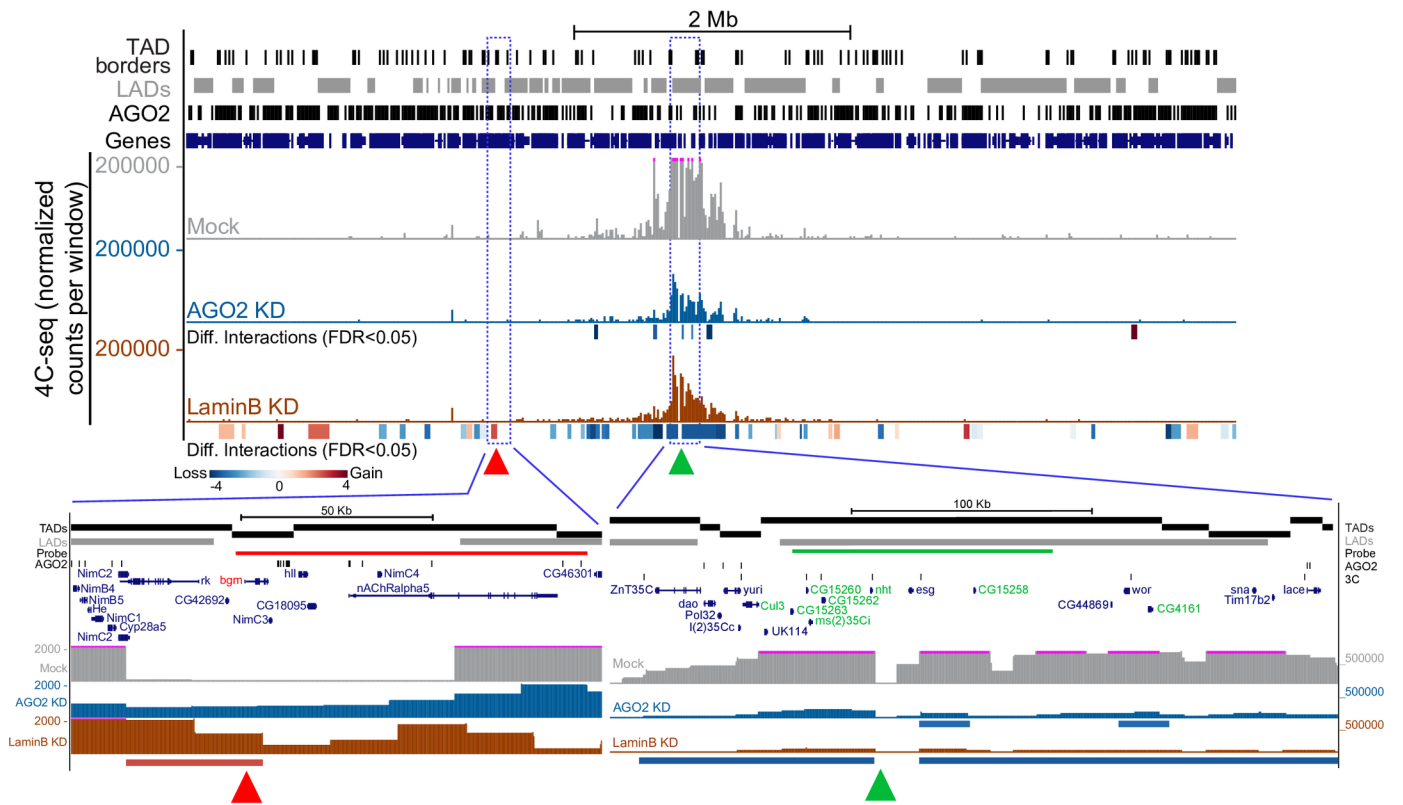 2 Mb
TAD
borders
LADs
AGO2
Genes
4C-seq (normalized
counts per window)
200000
Mock
200000
AGO2 KD
Diff. Interactions (FDR<0.05)
200000
LaminB KD
Diff. Interactions (FDR<0.05)
Loss Gain
-4 0 4
50 Kb
TADs
LADs
Probe
AGO2
NimC2 rk bgm hll NimC4 CG46301
NimB4 nAChRalpha5
NimB5 CG42692
He CG18095
NimC1 NimC3
Cyp28a5
NimC2
2000 -
Mock
2000 -
AGO2 KD
2000 -
LaminB KD
100 Kb
TADs
LADs
Probe
AGO2
3C
ZnT35C yuri CG15260 nht esg CG15258 wor sna lace
dao Cul3 CG15262 CG44869 Tim17b2
Pol32 CG15263 CG4161
l(2)35Cc ms(2)35Ci
UK114
Mock
500000
AGO2 KD
500000
LaminB KD
500000